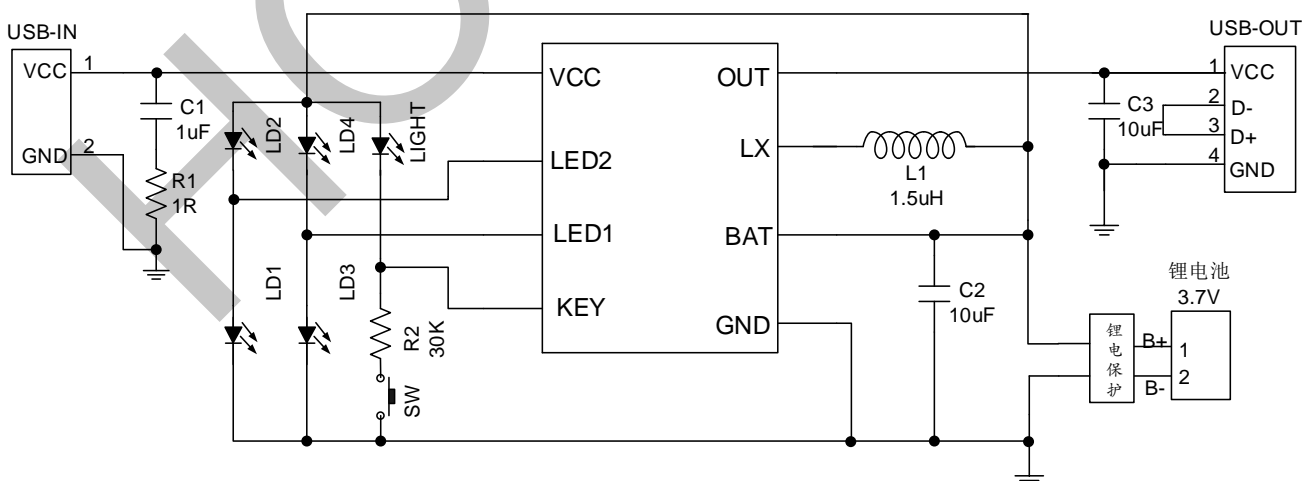 USB-IN
VCC
1
GND
2
C1
1uF
R1
1R
LD2
LD4
LIGHT
LD1
LD3
R2
30K
SW
VCC
LED2
LED1
KEY
OUT
LX
BAT
GND
L1
1.5uH
C2
10uF
C3
10uF
USB-OUT
1
VCC
2
D-
3
D+
4
GND
锂电池
3.7V
锂
电
保
护
B+
1
B-
2